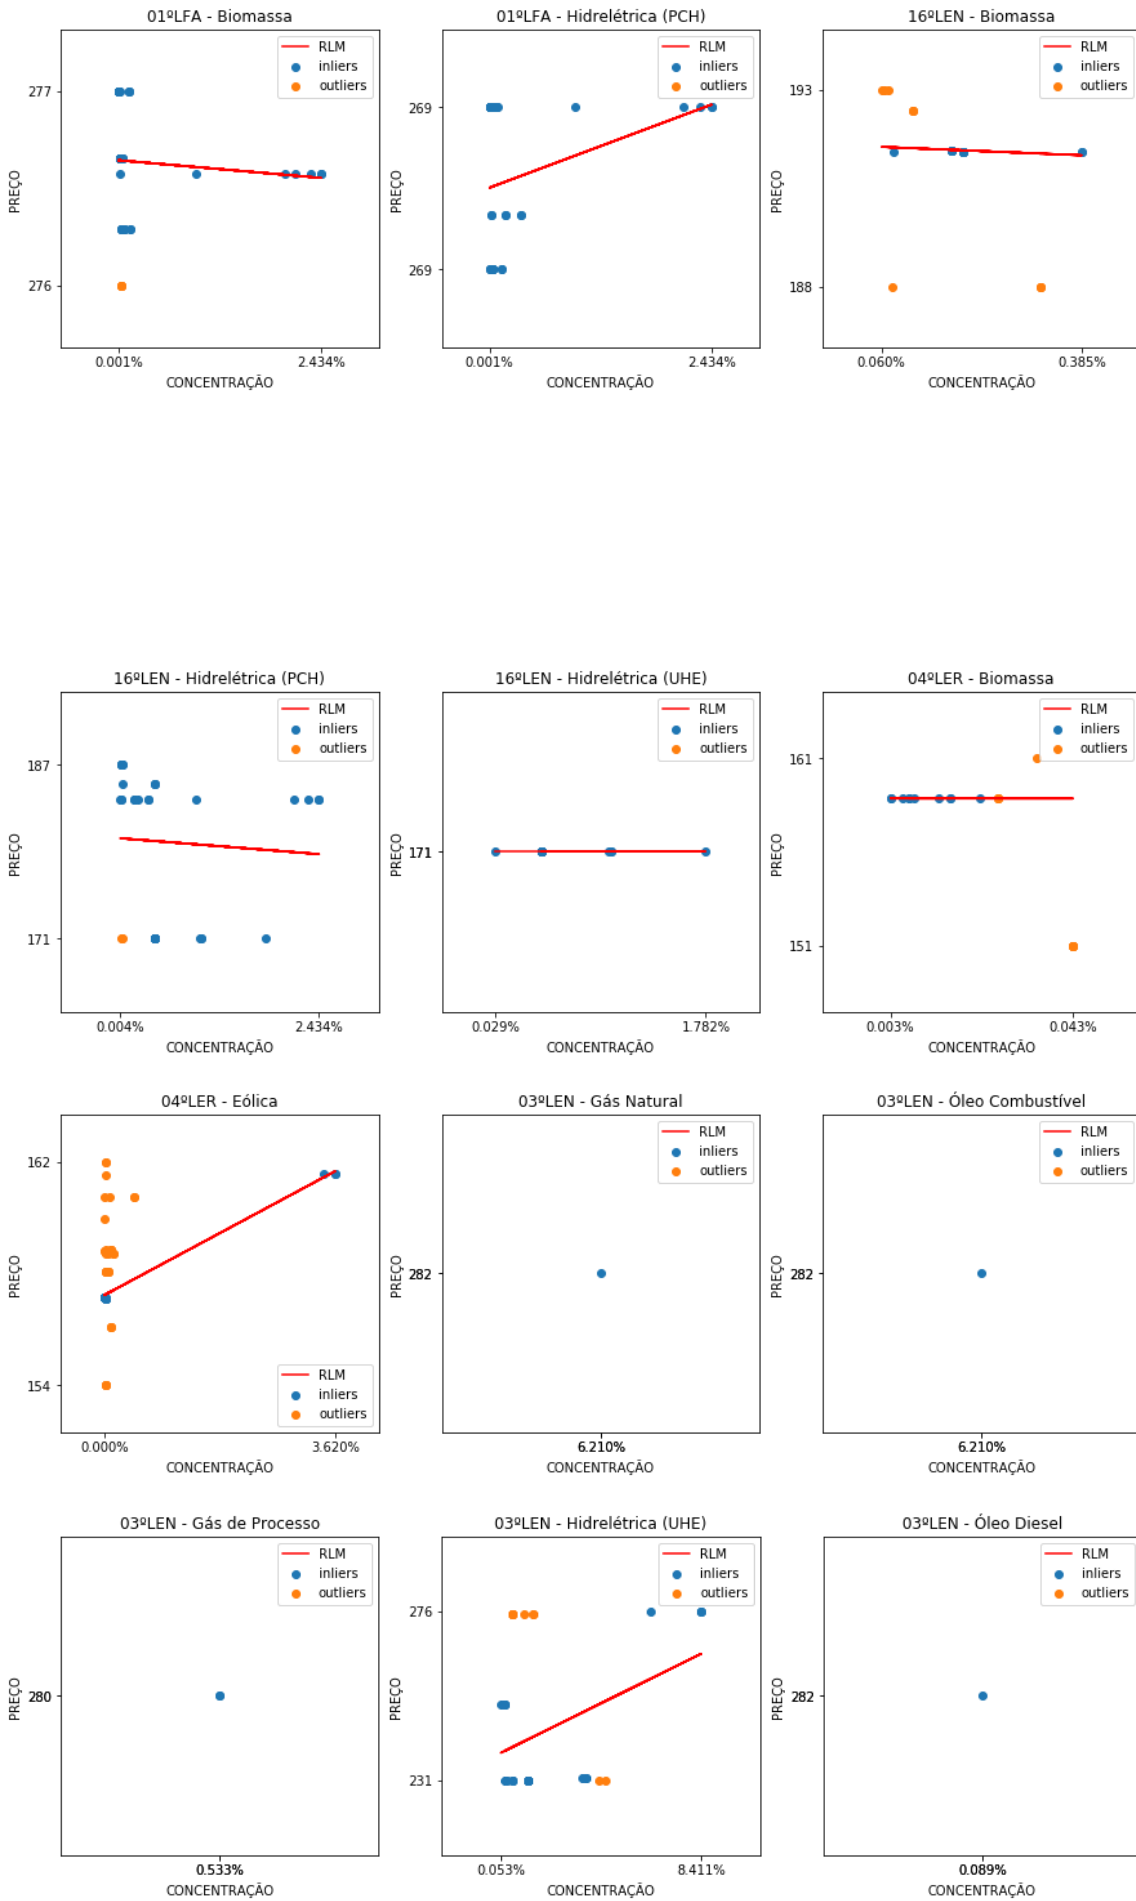 01ºLFA - Biomassa
RLM
inliers
outliers
277
276
PREÇO
0.001%
2.434%
CONCENTRAÇÃO
01ºLFA - Hidrelétrica (PCH)
RLM
inliers
outliers
269
269
PREÇO
0.001%
2.434%
CONCENTRAÇÃO
16ºLEN - Biomassa
RLM
inliers
outliers
193
188
PREÇO
0.060%
0.385%
CONCENTRAÇÃO
16ºLEN - Hidrelétrica (PCH)
RLM
inliers
outliers
187
171
PREÇO
0.004%
2.434%
CONCENTRAÇÃO
16ºLEN - Hidrelétrica (UHE)
RLM
inliers
outliers
171
PREÇO
0.029%
1.782%
CONCENTRAÇÃO
04ºLER - Biomassa
RLM
inliers
outliers
161
151
PREÇO
0.003%
0.043%
CONCENTRAÇÃO
04ºLER - Eólica
162
154
PREÇO
RLM
inliers
outliers
0.000%
3.620%
CONCENTRAÇÃO
03ºLEN - Gás Natural
RLM
inliers
outliers
282
PREÇO
6.210%
CONCENTRAÇÃO
03ºLEN - Óleo Combustível
RLM
inliers
outliers
282
PREÇO
6.210%
CONCENTRAÇÃO
03ºLEN - Gás de Processo
RLM
inliers
outliers
280
PREÇO
0.533%
CONCENTRAÇÃO
03ºLEN - Hidrelétrica (UHE)
RLM
inliers
outliers
276
231
PREÇO
0.053%
8.411%
CONCENTRAÇÃO
03ºLEN - Óleo Diesel
RLM
inliers
outliers
282
PREÇO
0.089%
CONCENTRAÇÃO